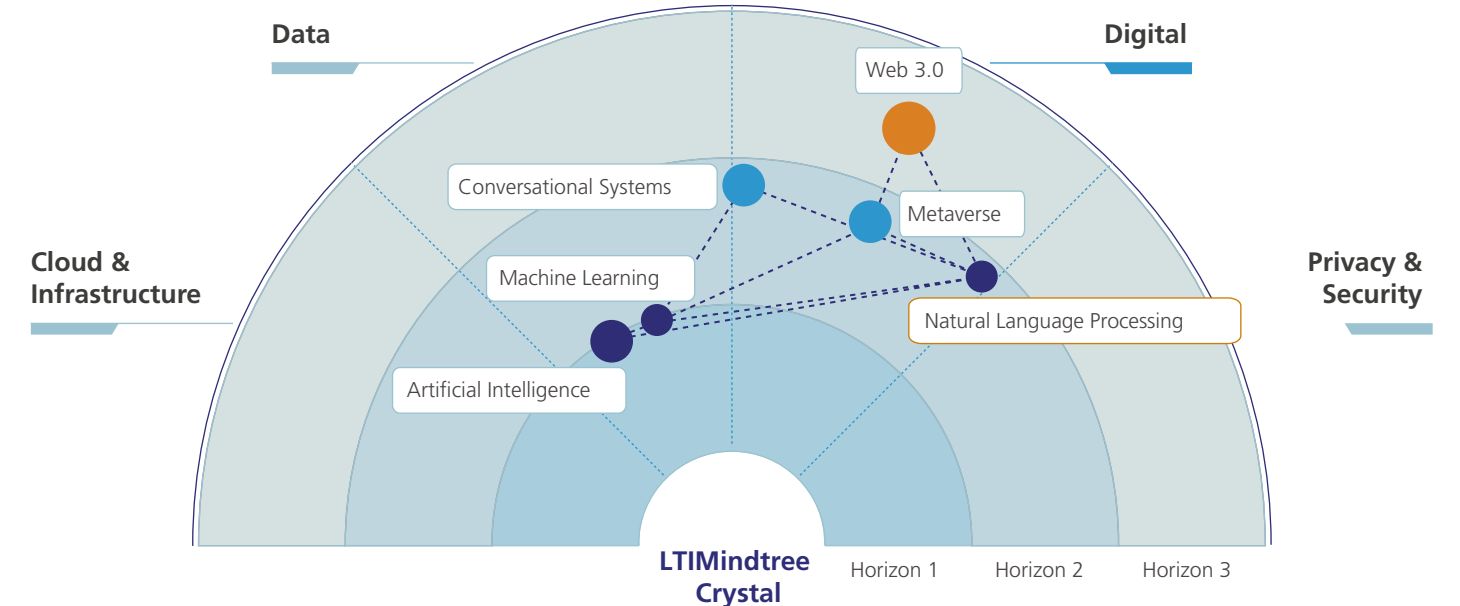 Data
Digital
Web 3.0
Conversational Systems
Metaverse
Cloud &
Infrastructure
Privacy &
Security
Machine Learning
Natural Language Processing
Artificial Intelligence
LTIMindtree
Crystal
Horizon 1
Horizon 2
Horizon 3